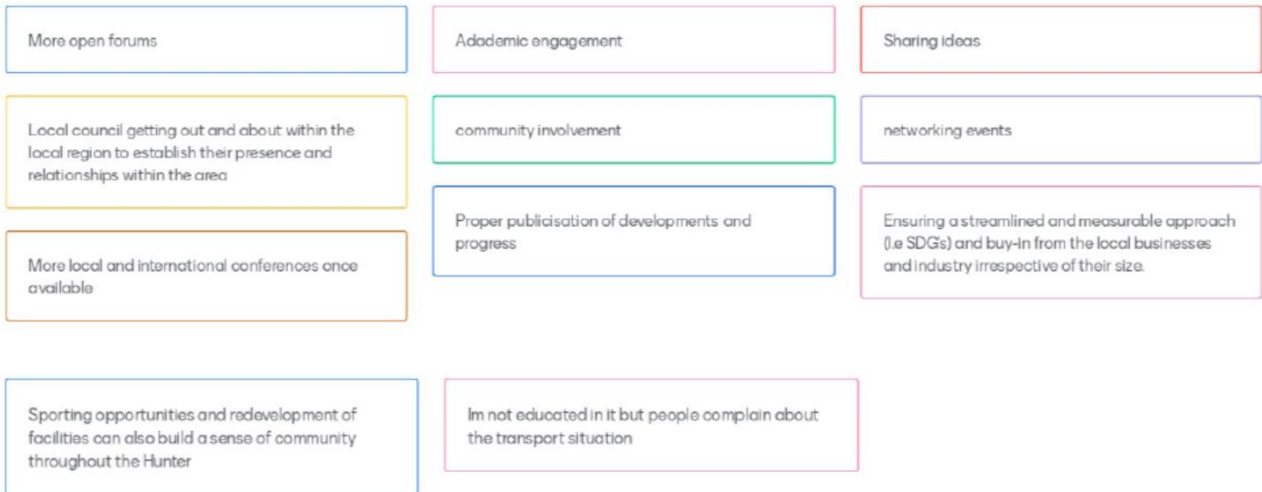 More open forums
Adademic engagement
Sharing ideas
Local council getting out and about within the
local region to establish their presence and
relationships within the area
community involvement
networking events
Proper publicisation of developments and
progress
Ensuring a streamlined and measurable approach
(I.e SDG's) and buy-in from the local businesses
and industry irrespective of their size.
More local and international conferences once
available
Sporting opportunities and redevelopment of
facilities can also build a sense of community
throughout the Hunter
Im not educated in it but people complain about
the transport situation